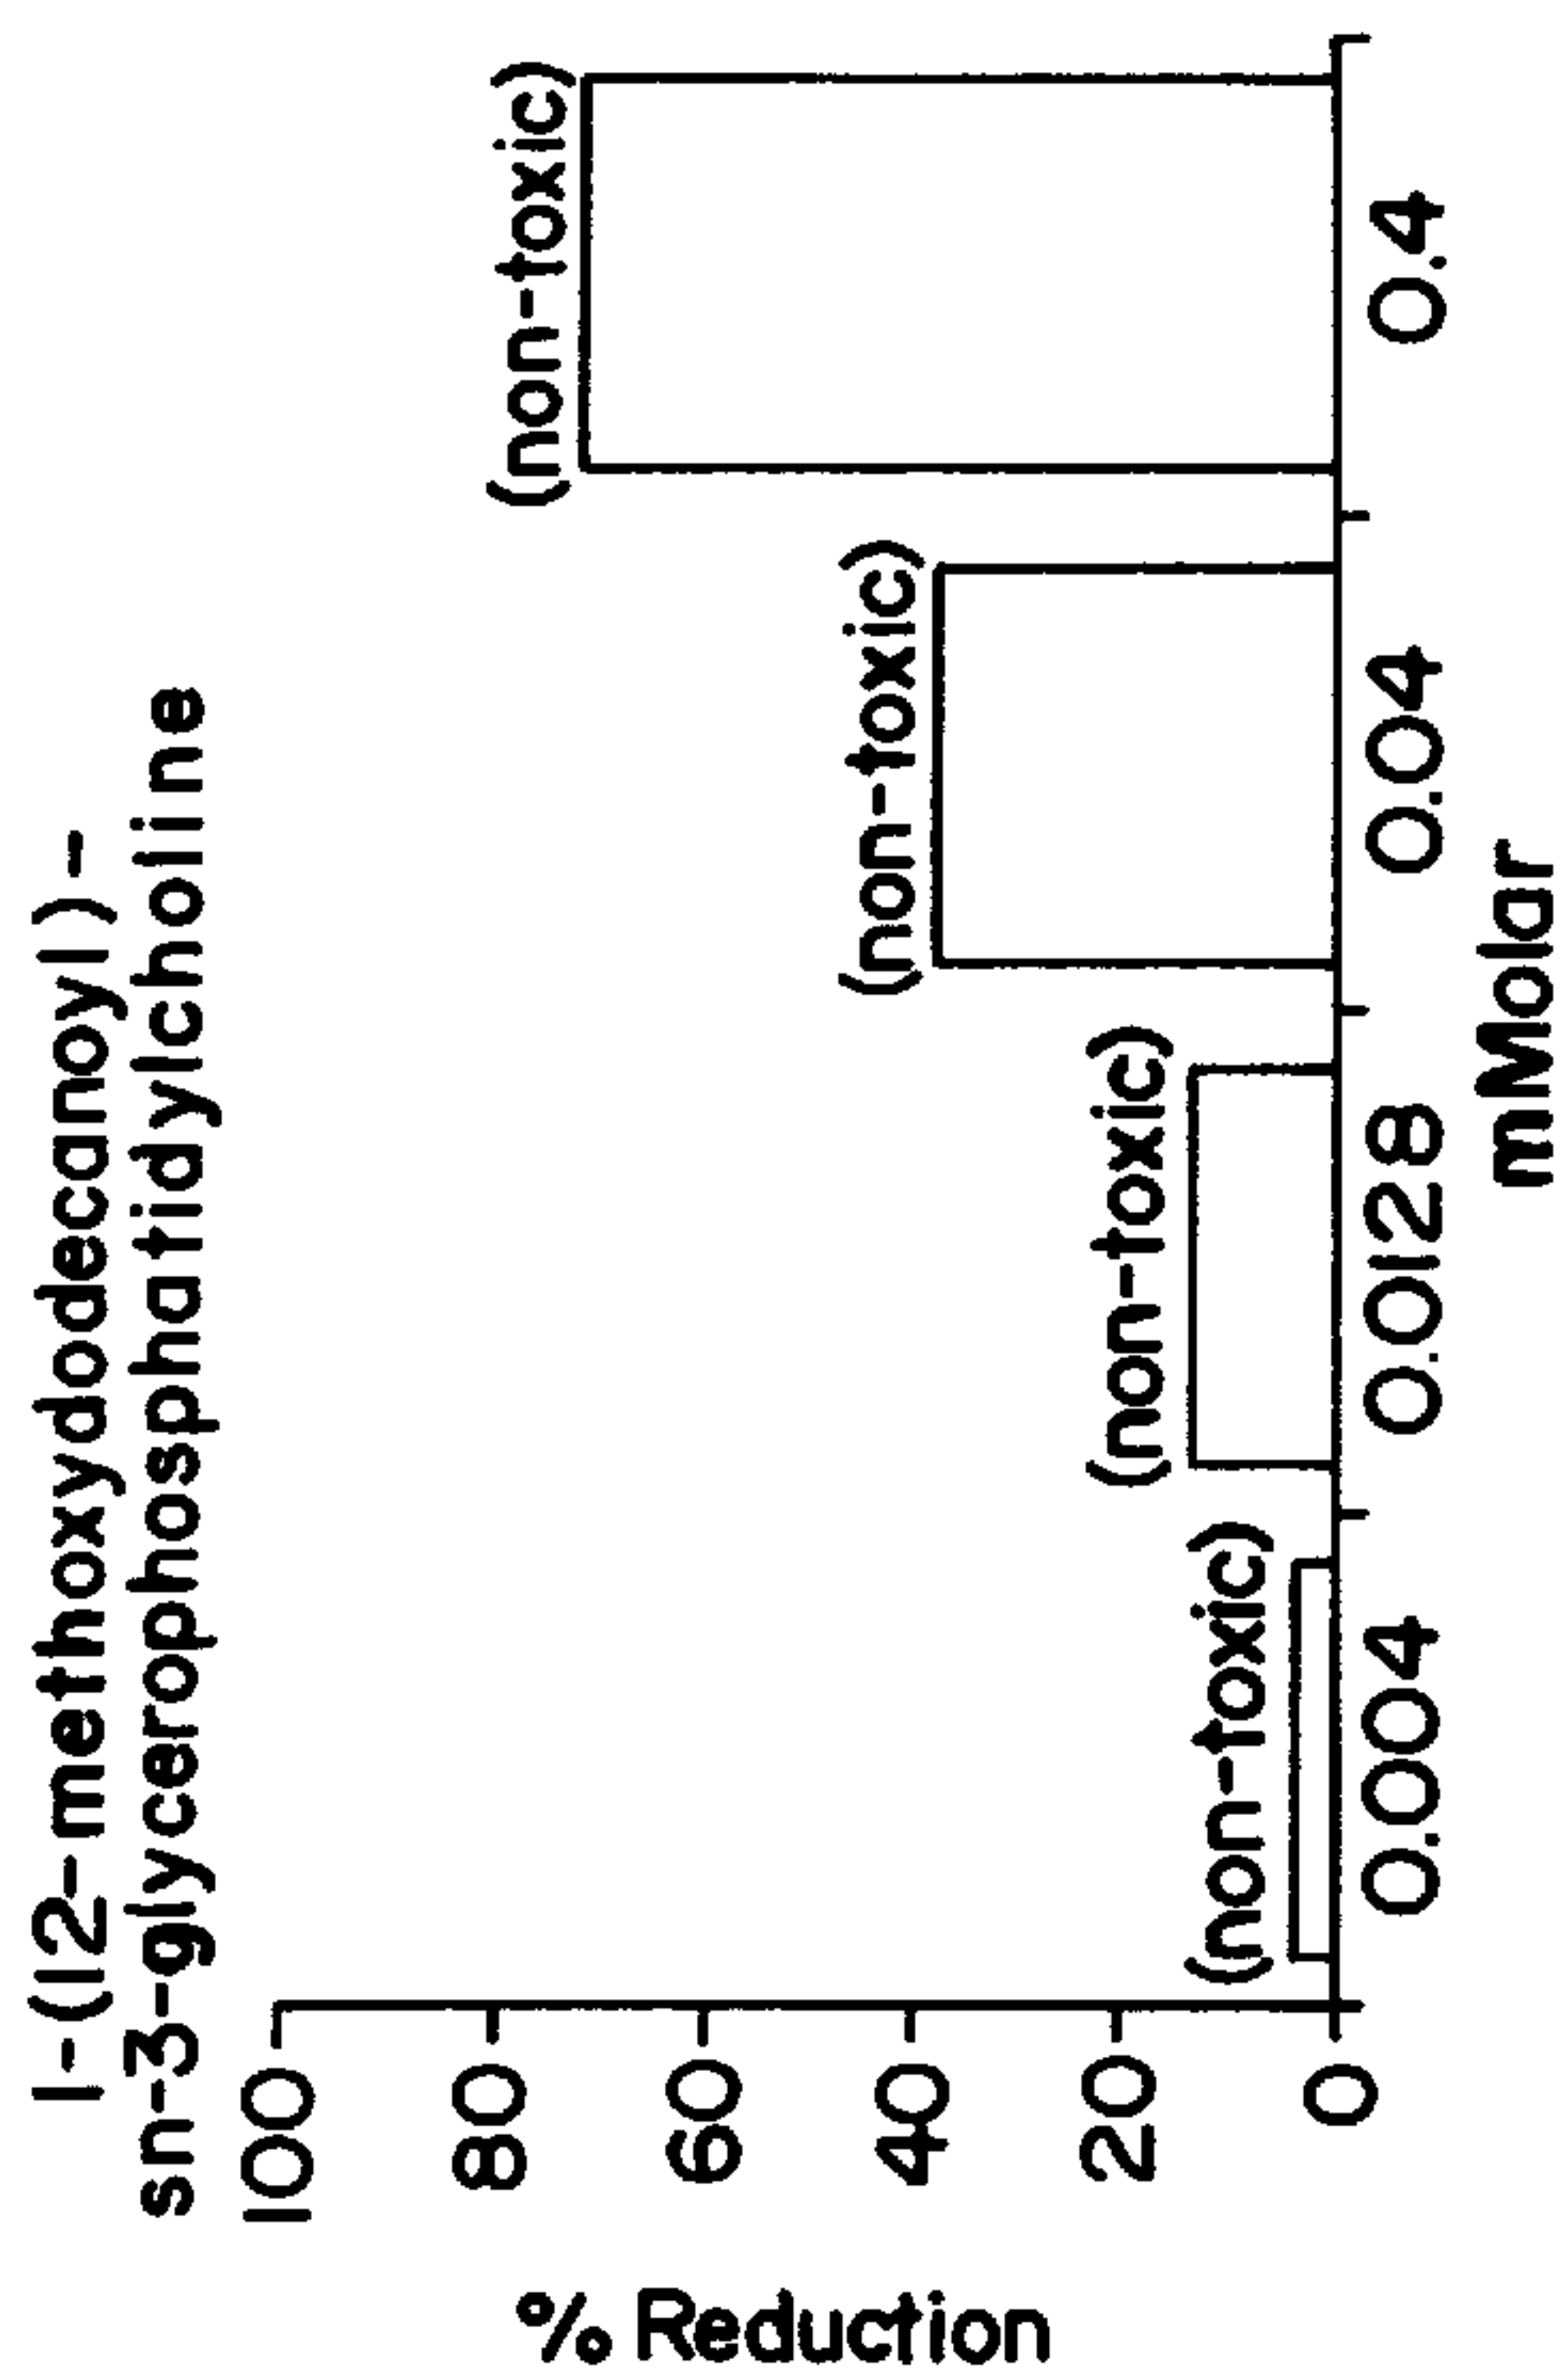 1-(12-methoxydodecanoyl)-
sn-3-glycerophosphatidylcholine
% Reduction
100
80
60
40
20
0
(non-toxic)
(non-toxic)
(non-toxic)
(non-toxic)
0.004
0.0128
0.04
0.4
mMolar